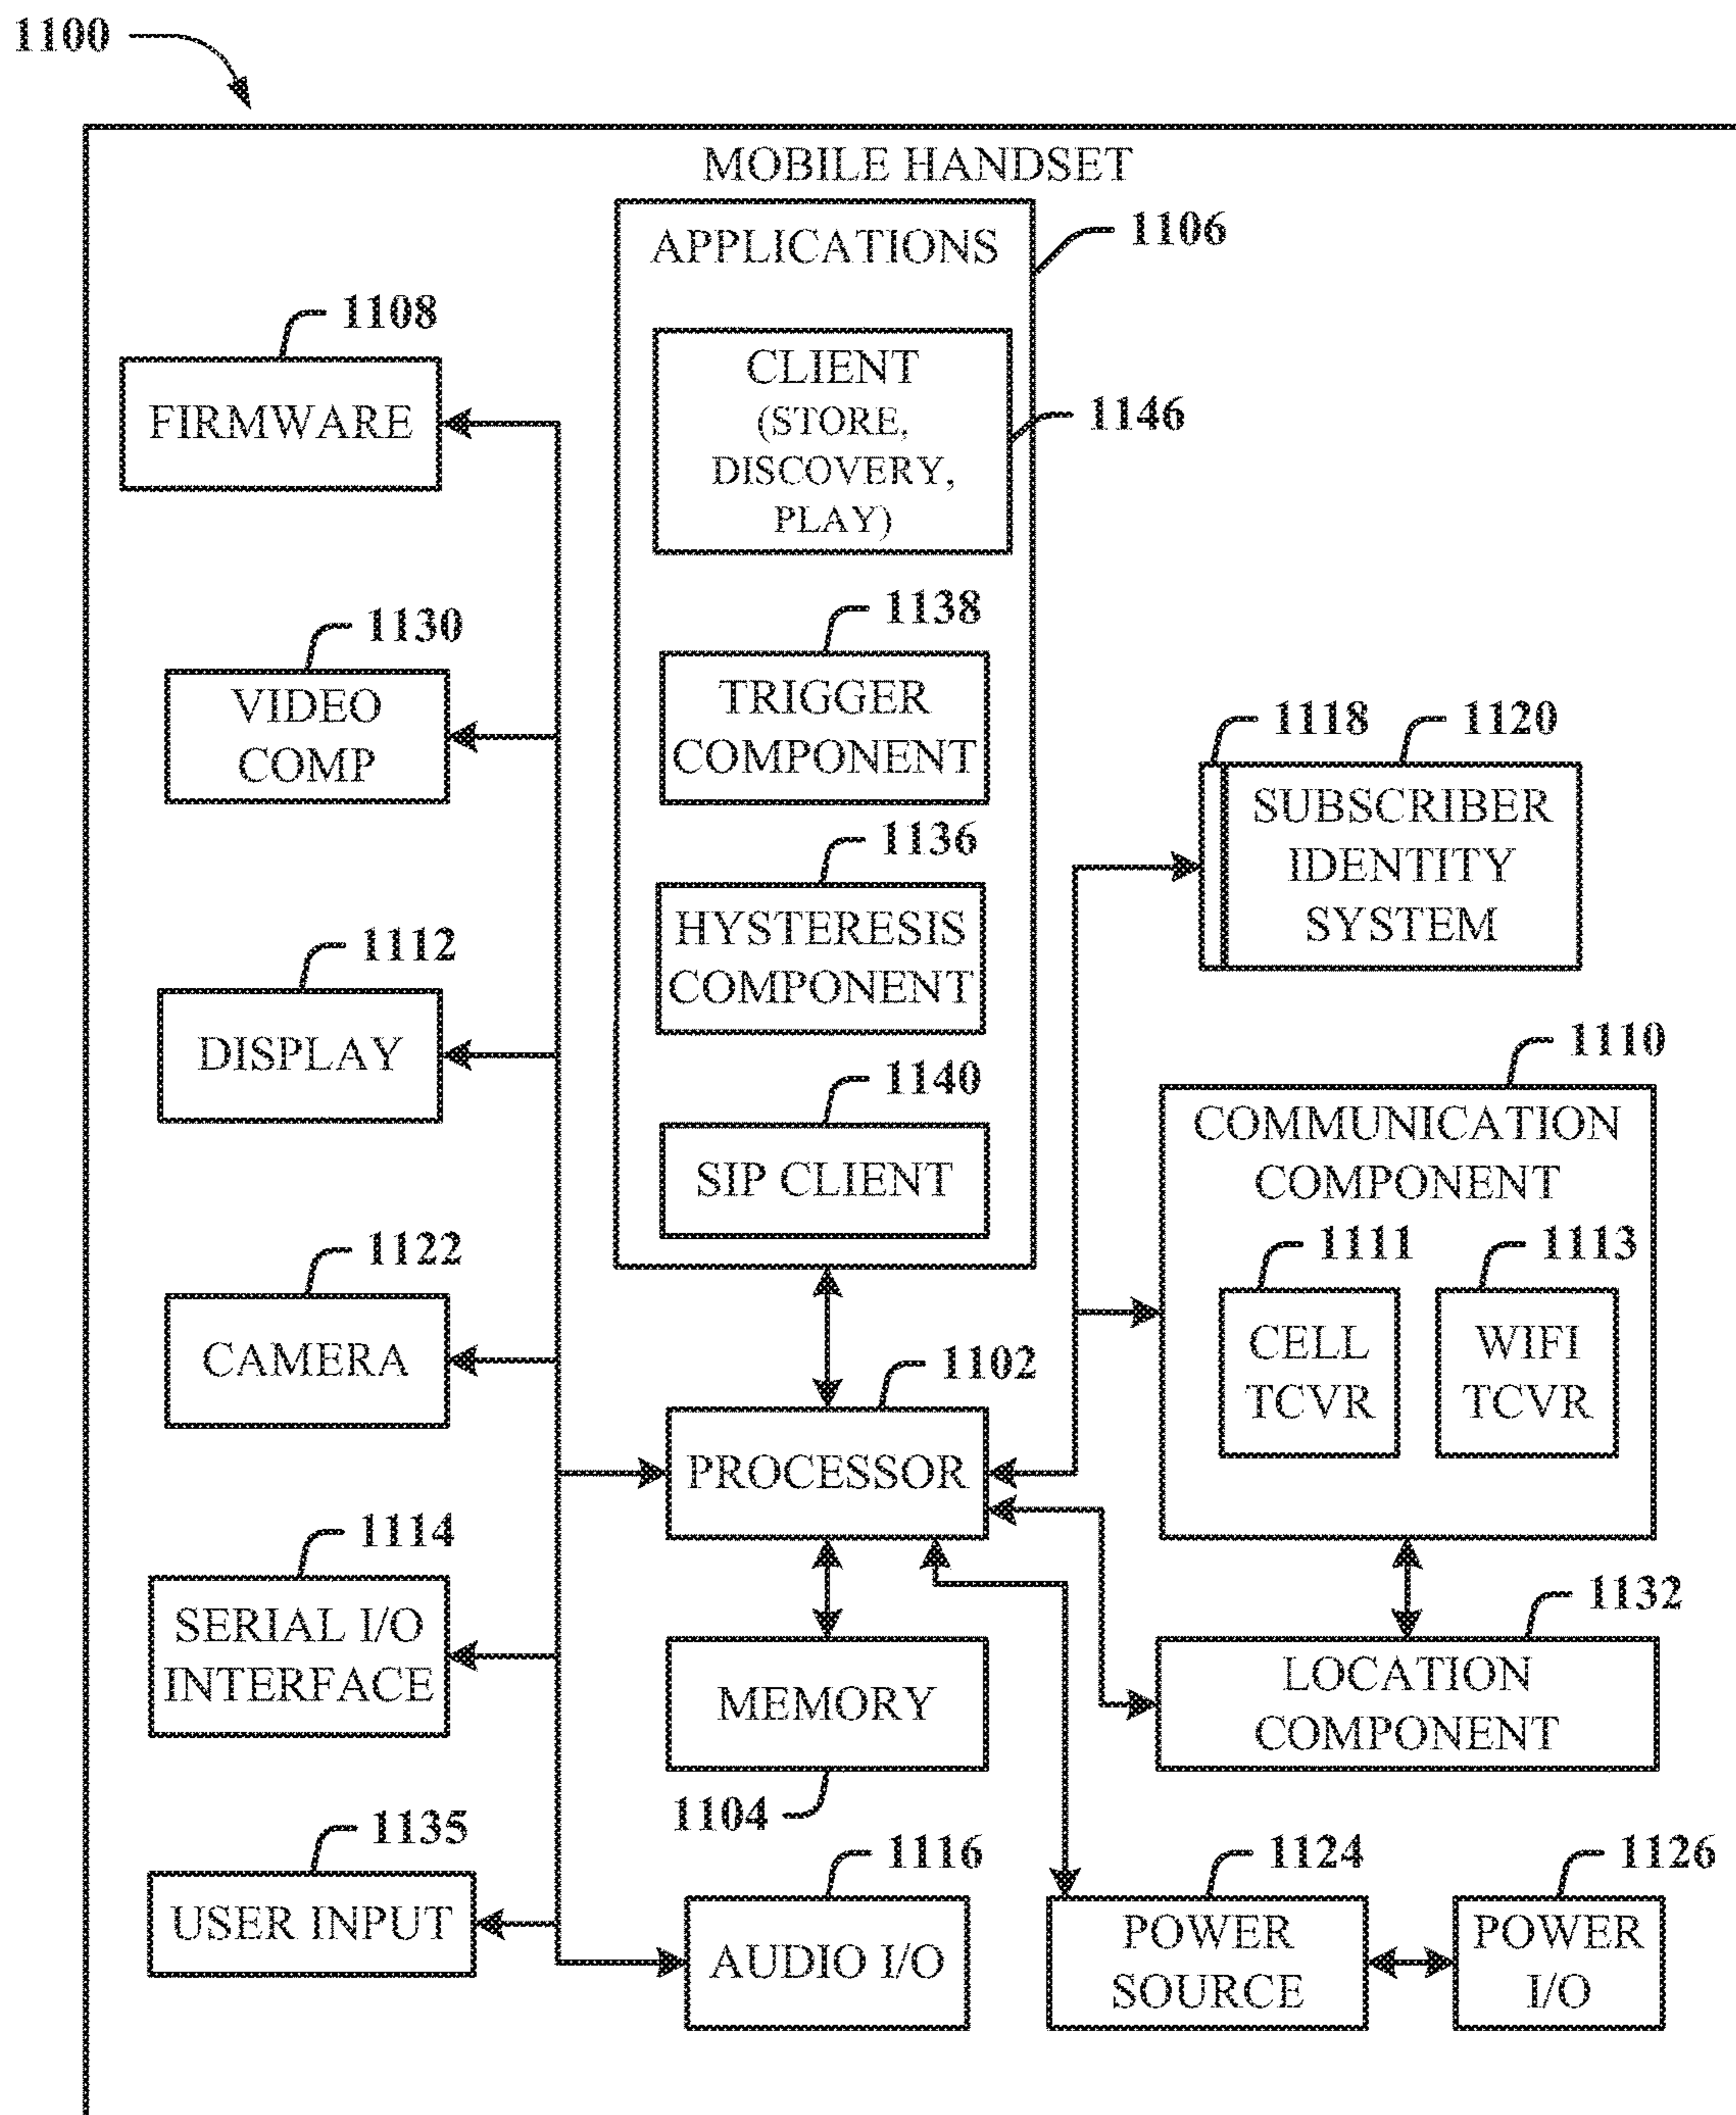 1100
MOBILE HANDSET
APPLICATIONS
1106
CLIENT
(STORE,
DISCOVERY,
PLAY)
1146
1138
TRIGGER
COMPONENT
1136
HYSTERESIS
COMPONENT
1140
SIP CLIENT
1108
FIRMWARE
1130
VIDEO
COMP
1112
DISPLAY
1122
CAMERA
1114
SERIAL I/O
INTERFACE
1135
USER INPUT
1102
PROCESSOR
MEMORY
1104
1116
AUDIO I/O
1118
1120
SUBSCRIBER
IDENTITY
SYSTEM
1110
COMMUNICATION
COMPONENT
1111
CELL
TCVR
1113
WIFI
TCVR
1132
LOCATION
COMPONENT
1124
POWER
SOURCE
1126
POWER
I/O